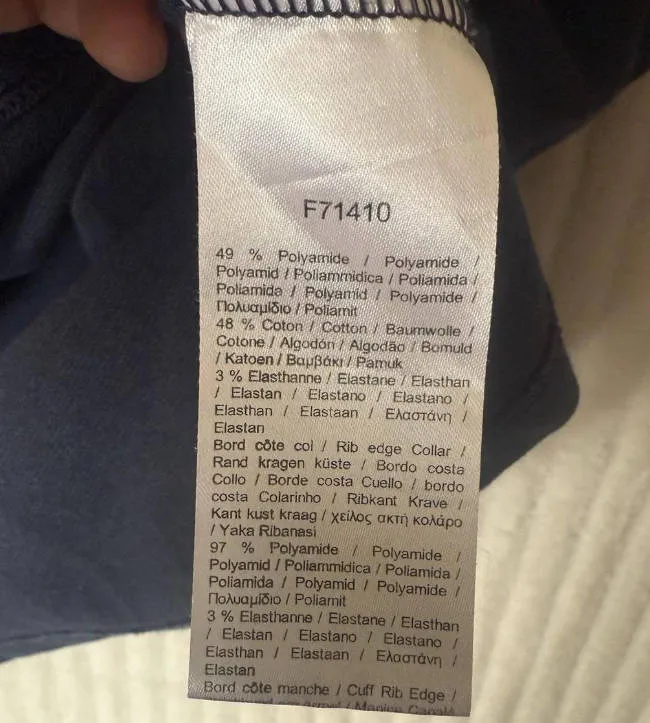 F71410
49 % Polyamide / Polyamide /
Polyamid / Poliammidica / Poliamida /
Poliamida / Polyamid / Polyamide /
Πολυαμίδιο / Poliamit
48 % Coton / Cotton / Baumwolle /
Cotone / Algodón / Algodão / Bomuld
/ Katoen / Βαμβάκι / Pamuk
3 % Elasthanne / Elastane / Elasthan
/ Elastan / Elastano / Elastano /
Elasthan / Elastaan / Ελαστάνη /
Elastan
Bord côte col / Rib edge Collar /
Rand kragen küste / Bordo costa
Collo / Borde costa Cuello / bordo
costa Colarinho / Ribkant Krave /
Kant kust kraag / χείλος ακτή κολάρο
/ Yaka Ribanasi
97 % Polyamide / Polyamide /
Polyamid / Poliammidica / Poliamida /
Poliamida / Polyamid / Polyamide /
Πολυαμίδιο / Poliamit
3 % Elasthanne / Elastane / Elasthan
/ Elastan / Elastano / Elastano /
Elasthan / Elastaan / Ελαστάνη /
Elastan
Bord côte manche / Cuff Rib Edge /